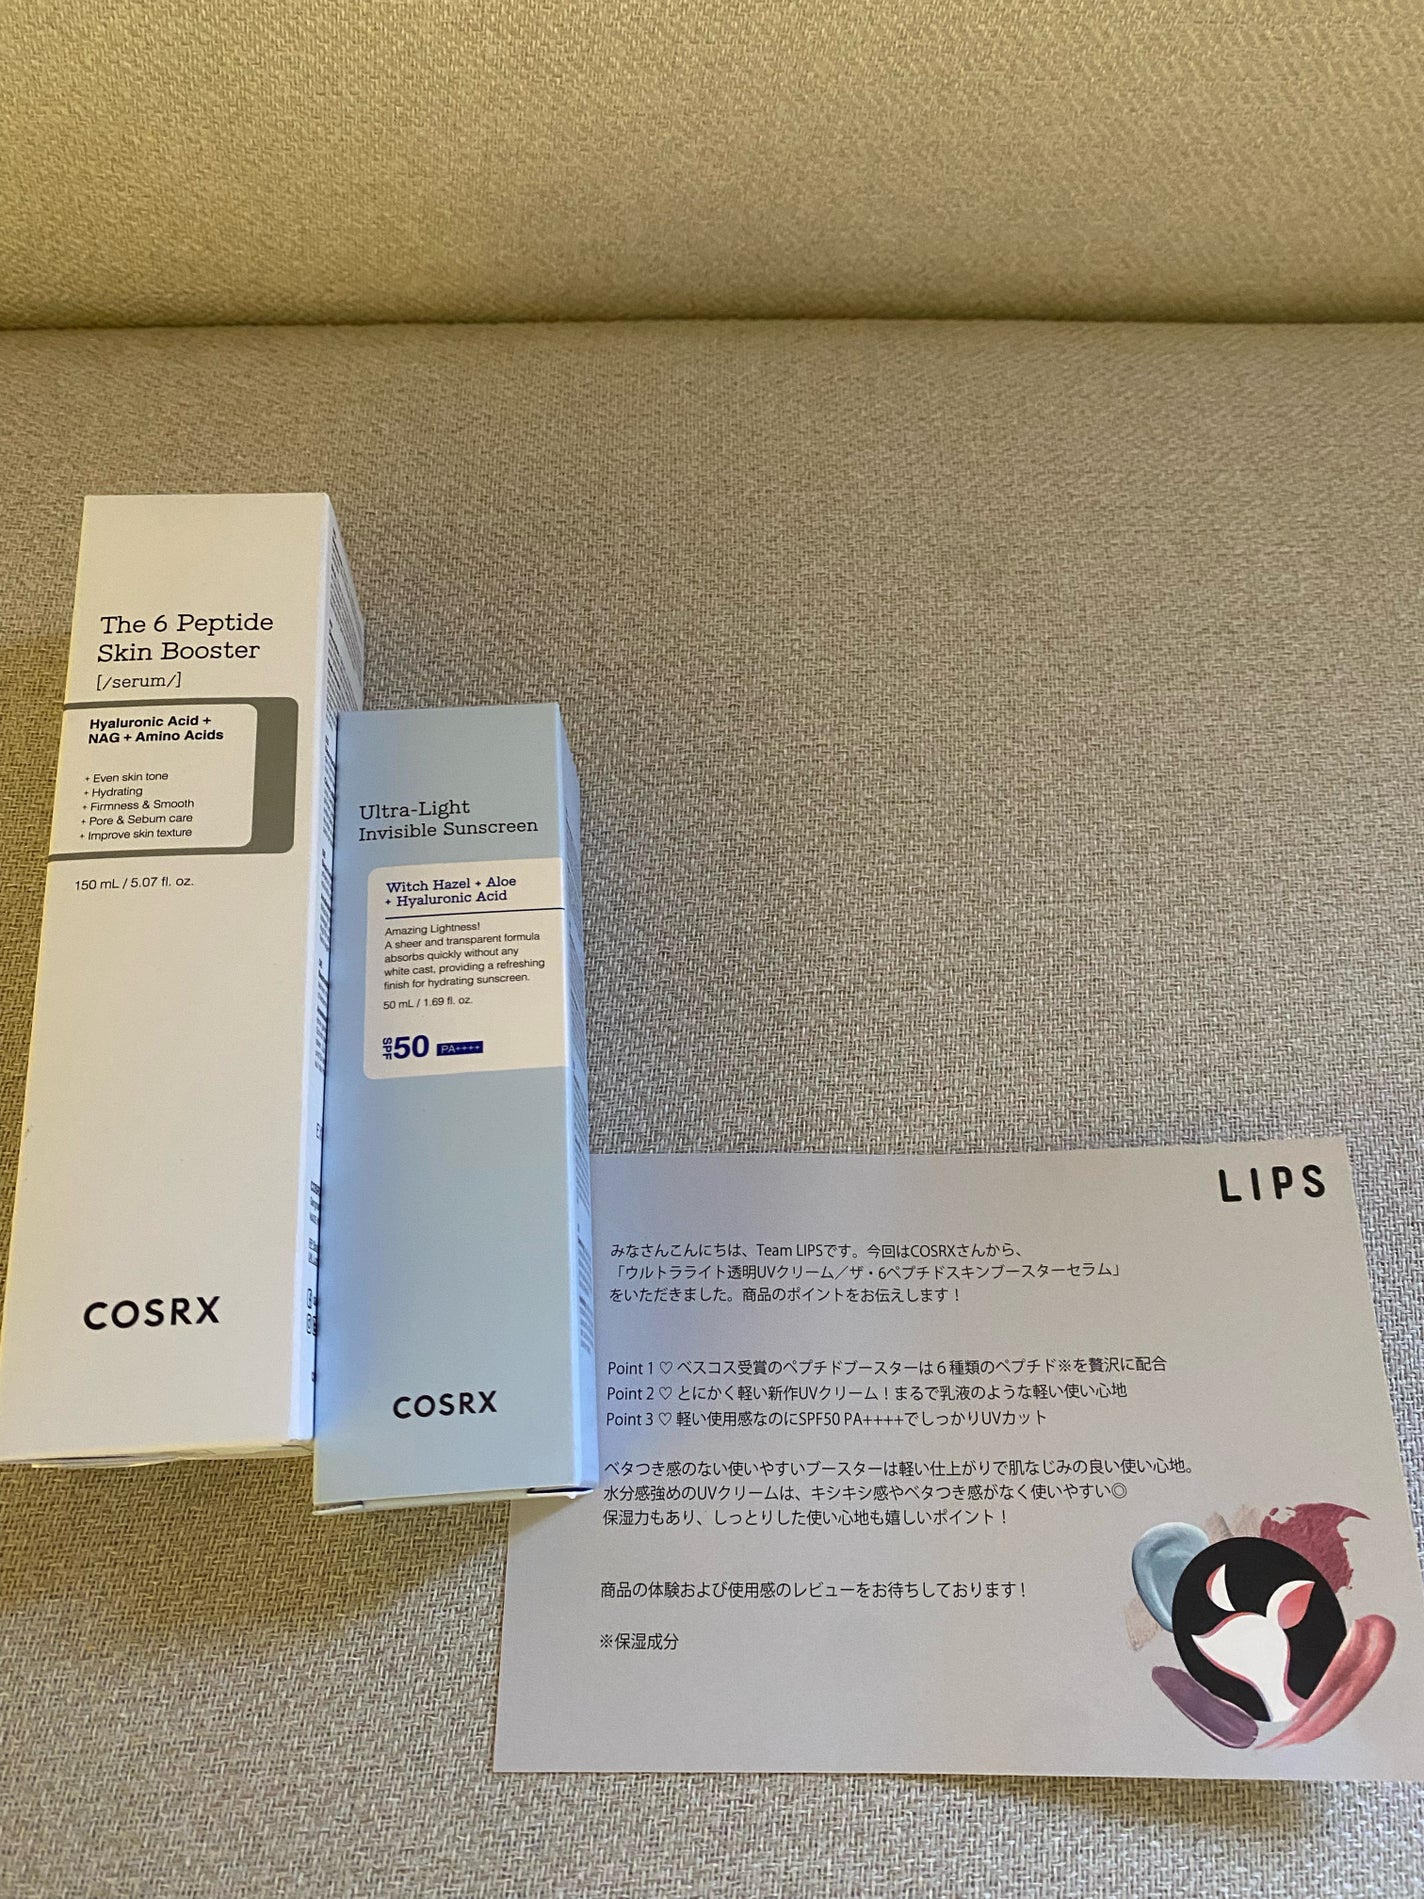 The 6 Peptide
Skin Booster
[/serum/]
Hyaluronic Acid +
NAG + Amino Acids
+ Even skin tone
+ Hydrating
+ Firmness & Smooth
+ Pore & Sebum care
+ Improve skin texture
150 mL / 5.07 fl. oz.
COSRX
Ultra-Light
Invisible Sunscreen
Witch Hazel + Aloe
+ Hyaluronic Acid
Amazing Lightness!
A sheer and transparent formula
absorbs quickly without any
white cast, providing a refreshing
finish for hydrating sunscreen.
50 mL / 1.69 fl. oz.
SPF 50 PA++++
COSRX
LIPS
みなさんこんにちは、Team LIPSです。今回はCOSRXさんから、
「ウルトラライト透明UVクリーム／ザ・6ペプチドスキンブースターセラム」
をいただきました。商品のポイントをお伝えします！
Point 1 ♡ ベスコス受賞のペプチドブースターは６種類のペプチド※を贅沢に配合
Point 2 ♡ とにかく軽い新作UVクリーム！まるで乳液のような軽い使い心地
Point 3 ♡ 軽い使用感なのにSPF50 PA++++でしっかりUVカット
ベタつき感のない使いやすいブースターは軽い仕上がりで肌なじみの良い使い心地。
水分感強めのUVクリームは、キシキシ感やベタつき感がなく使いやすい◎
保湿力もあり、しっとりした使い心地も嬉しいポイント！
商品の体験および使用感のレビューをお待ちしております！
※保湿成分